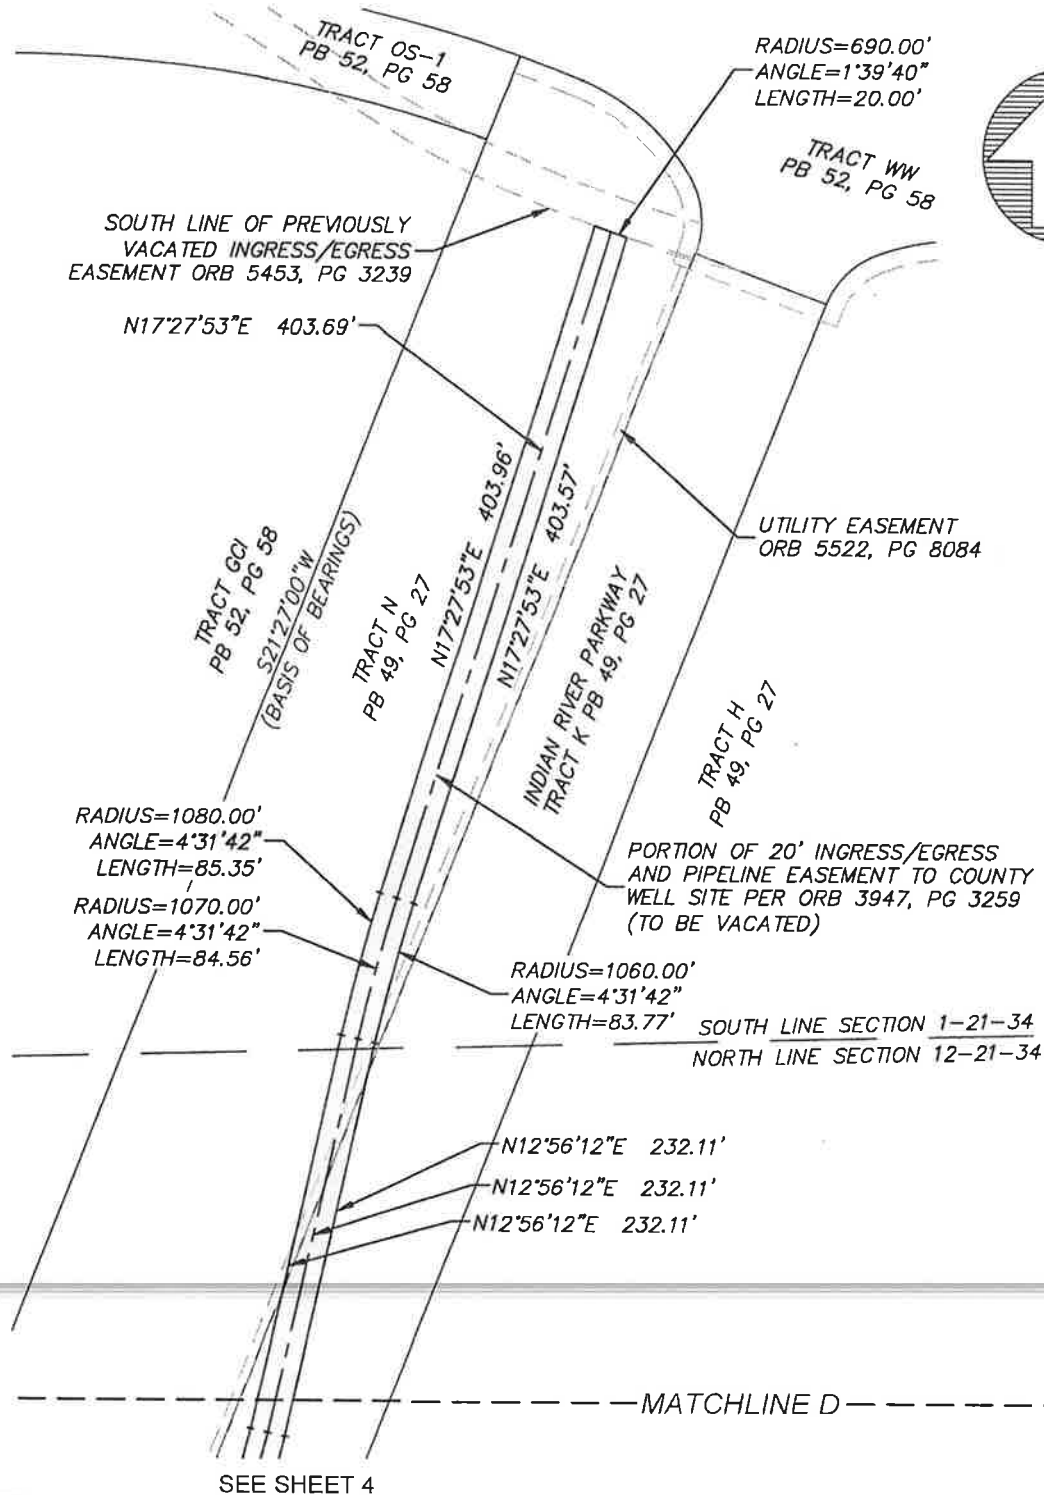 TRACT OS-1
PB 52, PG 58
RADIUS=690.00'
ANGLE=1°39'40"
LENGTH=20.00'
TRACT WW
PB 52, PG 58
SOUTH LINE OF PREVIOUSLY
VACATED INGRESS/EGRESS
EASEMENT ORB 5453, PG 3239
N17°27'53"E 403.69'
N17°27'53"E 403.96'
N17°27'53"E 403.57'
UTILITY EASEMENT
ORB 5522, PG 8084
TRACT GCI
PB 52, PG 58
S21°27'00"W
(BASIS OF BEARINGS)
TRACT N
PB 49, PG 27
INDIAN RIVER PARKWAY
TRACT K PB 49, PG 27
TRACT H
PB 49, PG 27
RADIUS=1080.00'
ANGLE=4°31'42"
LENGTH=85.35'
RADIUS=1070.00'
ANGLE=4°31'42"
LENGTH=84.56'
PORTION OF 20' INGRESS/EGRESS
AND PIPELINE EASEMENT TO COUNTY
WELL SITE PER ORB 3947, PG 3259
(TO BE VACATED)
RADIUS=1060.00'
ANGLE=4°31'42"
LENGTH=83.77'
SOUTH LINE SECTION 1-21-34
NORTH LINE SECTION 12-21-34
N12°56'12"E 232.11'
N12°56'12"E 232.11'
N12°56'12"E 232.11'
MATCHLINE D
SEE SHEET 4